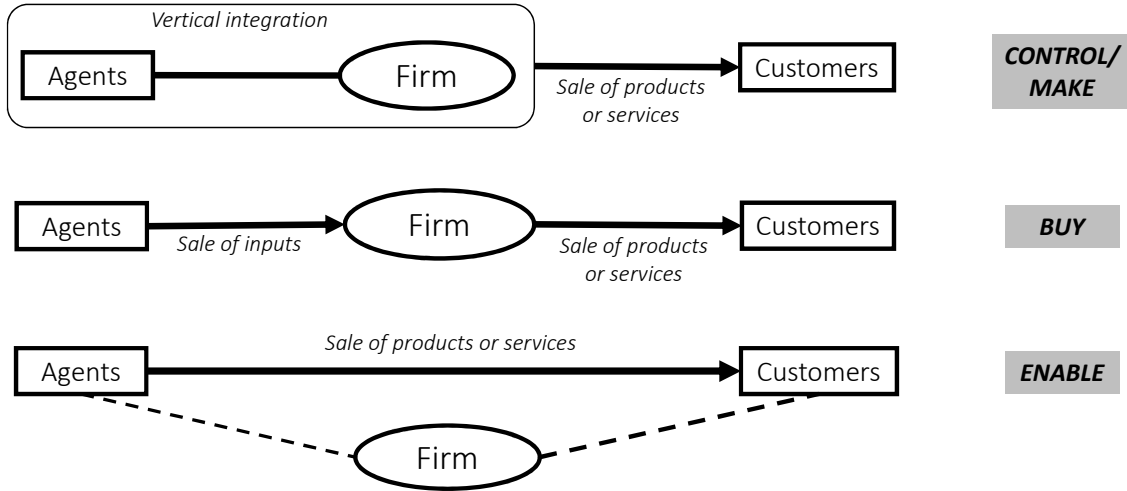 Vertical integration
Agents
Firm
Customers
Sale of products
or services
CONTROL/
MAKE
Agents
Sale of inputs
Firm
Sale of products
or services
Customers
BUY
Agents
Sale of products or services
Customers
ENABLE
Firm